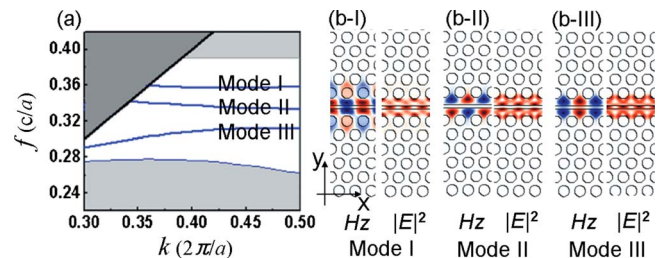 (a)
0.40
0.36
0.32
0.28
0.24
f (c/a)
Mode I
Mode II
Mode III
0.30 0.35 0.40 0.45 0.50
k (2π/a)
(b-I) (b-II) (b-III)
y
x
Hz |E|² Hz |E|² Hz |E|²
Mode I Mode II Mode III